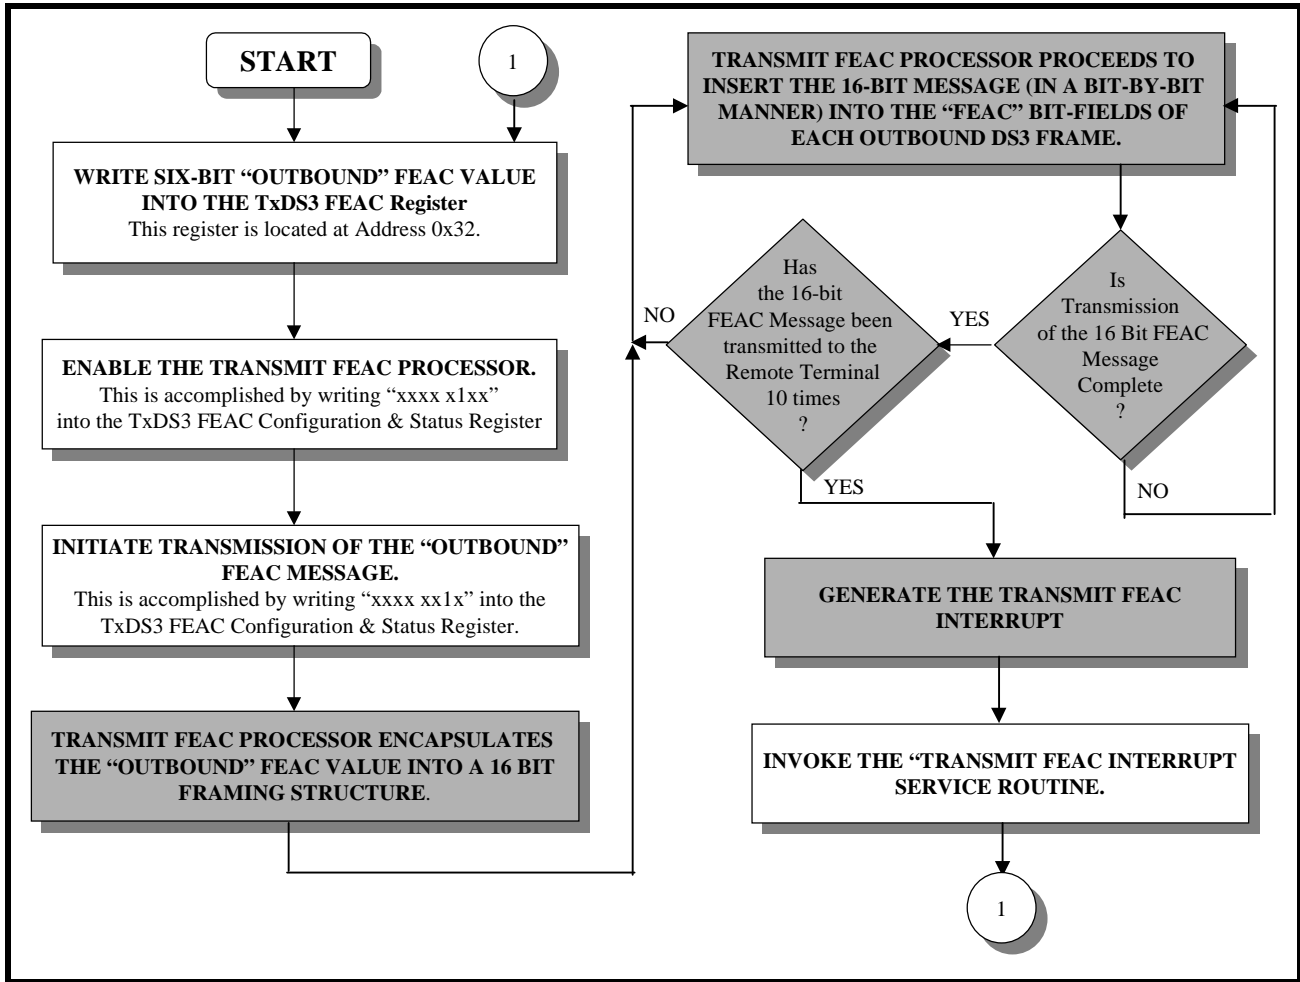 START
1
WRITE SIX-BIT “OUTBOUND” FEAC VALUE
INTO THE TxDS3 FEAC Register
This register is located at Address 0x32.
ENABLE THE TRANSMIT FEAC PROCESSOR.
This is accomplished by writing “xxxx x1xx”
into the TxDS3 FEAC Configuration & Status Register
INITIATE TRANSMISSION OF THE “OUTBOUND”
FEAC MESSAGE.
This is accomplished by writing “xxxx xx1x” into the
TxDS3 FEAC Configuration & Status Register.
TRANSMIT FEAC PROCESSOR ENCAPSULATES
THE “OUTBOUND” FEAC VALUE INTO A 16 BIT
FRAMING STRUCTURE.
TRANSMIT FEAC PROCESSOR PROCEEDS TO
INSERT THE 16-BIT MESSAGE (IN A BIT-BY-BIT
MANNER) INTO THE “FEAC” BIT-FIELDS OF
EACH OUTBOUND DS3 FRAME.
Is
Transmission
of the 16 Bit FEAC
Message
Complete
?
NO
YES
Has
the 16-bit
FEAC Message been
transmitted to the
Remote Terminal
10 times
?
NO
YES
GENERATE THE TRANSMIT FEAC
INTERRUPT
INVOKE THE “TRANSMIT FEAC INTERRUPT
SERVICE ROUTINE.
1